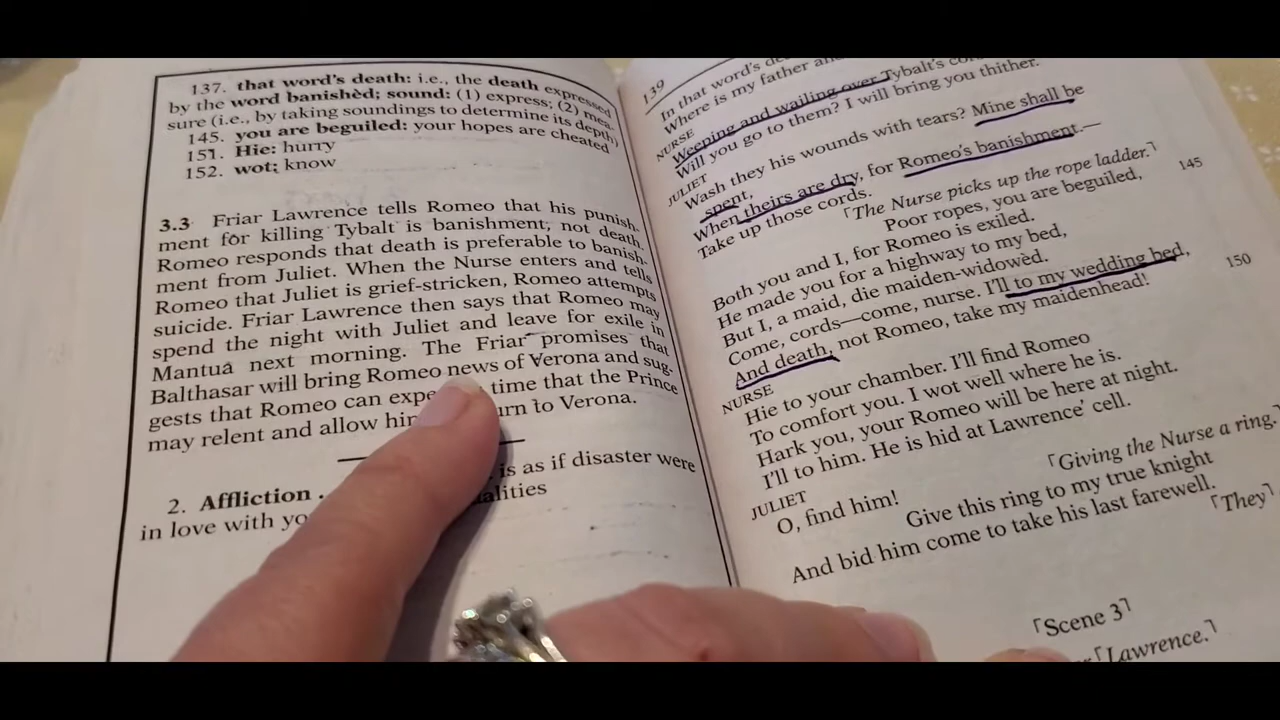 137. that word's death: i.e., the death expressed
by the word banishèd; sound: (1) express; (2) mea-
sure (i.e., by taking soundings to determine its depth)
145. you are beguiled: your hopes are cheated
151. Hie: hurry
152. wot: know
3.3 Friar Lawrence tells Romeo that his punish-
ment for killing Tybalt is banishment, not death.
Romeo responds that death is preferable to banish-
ment from Juliet. When the Nurse enters and tells
Romeo that Juliet is grief-stricken, Romeo attempts
suicide. Friar Lawrence then says that Romeo may
spend the night with Juliet and leave for exile in
Mantua next morning. The Friar promises that
Balthasar will bring Romeo news of Verona and sug-
gests that Romeo can time that the Prince
may relent and allow to Verona.
2. Affliction . is as if disaster were
in love with
139
In that word's
Where is my father
NURSE
Weeping and wailing over Tybalt's
Will you go to them? I will bring you thither.
JULIET
Wash they his wounds with tears? Mine shall be
spent,
When theirs are dry, for Romeo's banishment.—
Take up those cords.
「The Nurse picks up the rope ladder.」
Poor ropes, you are beguiled, 145
Both you and I, for Romeo is exiled.
He made you for a highway to my bed,
But I, a maid, die maiden-widowèd.
Come, cords—come, nurse. I'll to my wedding bed,
And death, not Romeo, take my maidenhead! 150
NURSE
Hie to your chamber. I'll find Romeo
To comfort you. I wot well where he is.
Hark you, your Romeo will be here at night.
I'll to him. He is hid at Lawrence' cell.
JULIET
O, find him!
「Giving the Nurse a ring.
Give this ring to my true knight
And bid him come to take his last farewell.
「They」
「Scene 3」
「Lawrence.」